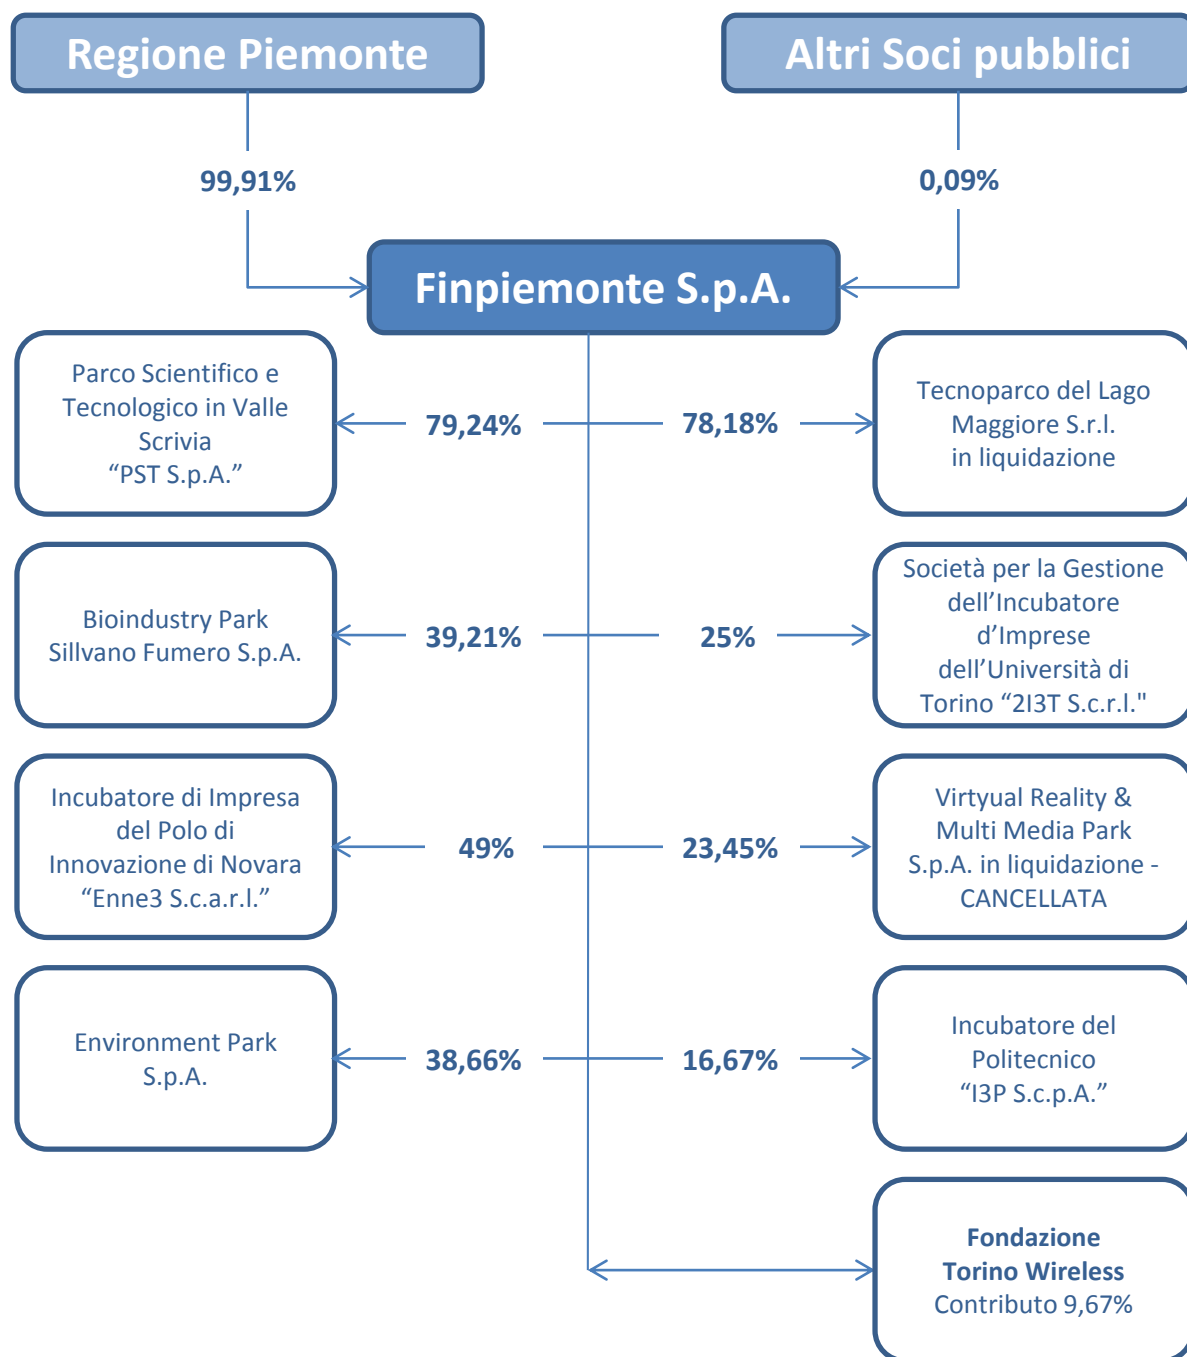 Regione Piemonte
Altri Soci pubblici
99,91%
0,09%
Finpiemonte S.p.A.
Parco Scientifico e
Tecnologico in Valle
Scrivia
“PST S.p.A.”
79,24%
78,18%
Tecnoparco del Lago
Maggiore S.r.l.
in liquidazione
Bioindustry Park
Sillvano Fumero S.p.A.
39,21%
25%
Società per la Gestione
dell’Incubatore
d’Imprese
dell’Università di
Torino “2I3T S.c.r.l."
Incubatore di Impresa
del Polo di
Innovazione di Novara
“Enne3 S.c.a.r.l.”
49%
23,45%
Virtyual Reality &
Multi Media Park
S.p.A. in liquidazione -
CANCELLATA
Environment Park
S.p.A.
38,66%
16,67%
Incubatore del
Politecnico
“I3P S.c.p.A.”
Fondazione
Torino Wireless
Contributo 9,67%